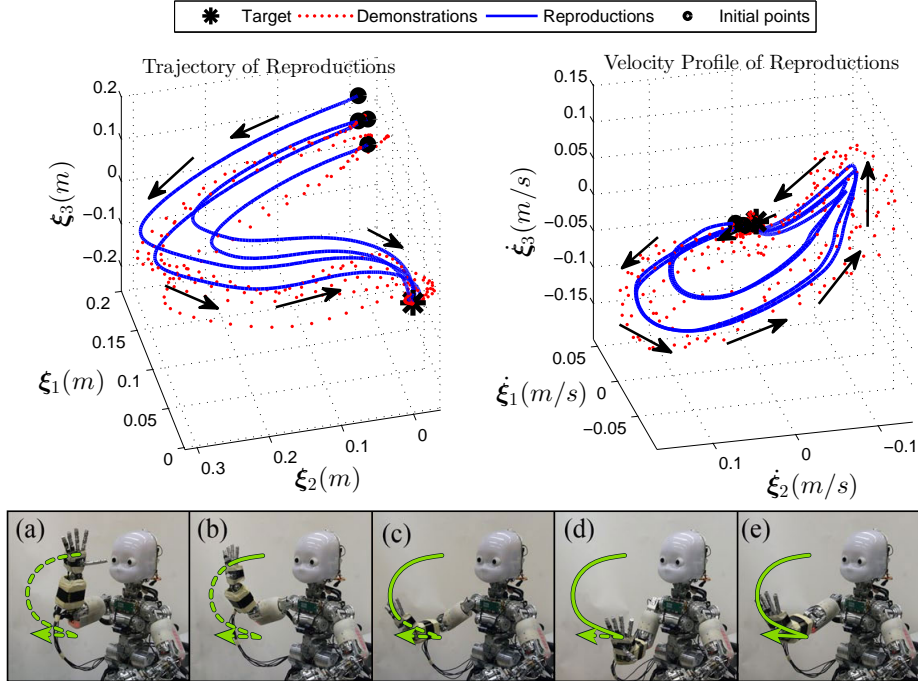 Target Demonstrations Reproductions Initial points
Trajectory of Reproductions
0.2
0.1
0
−0.1
−0.2
ξ₃(m)
0.2
0.15
0.1
0.05
0
ξ₁(m)
0.3
0.2
0.1
0
ξ₂(m)
Velocity Profile of Reproductions
0.15
0.1
0.05
0
−0.05
−0.1
−0.15
ξ̇₃(m/s)
0.05
0
−0.05
ξ̇₁(m/s)
0.1
0
−0.1
ξ̇₂(m/s)
(a)
(b)
(c)
(d)
(e)